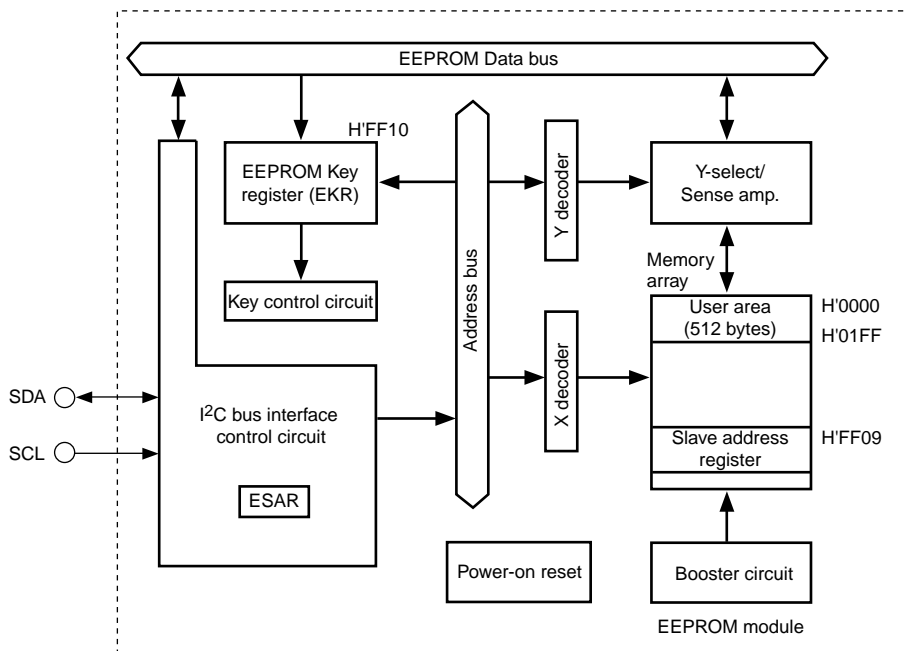 EEPROM Data bus
H'FF10
EEPROM Key
register (EKR)
Key control circuit
Address bus
Y decoder
Y-select/
Sense amp.
Memory
array
User area
(512 bytes)
H'0000
H'01FF
X decoder
SDA
SCL
I²C bus interface
control circuit
ESAR
Slave address
register
H'FF09
Power-on reset
Booster circuit
EEPROM module